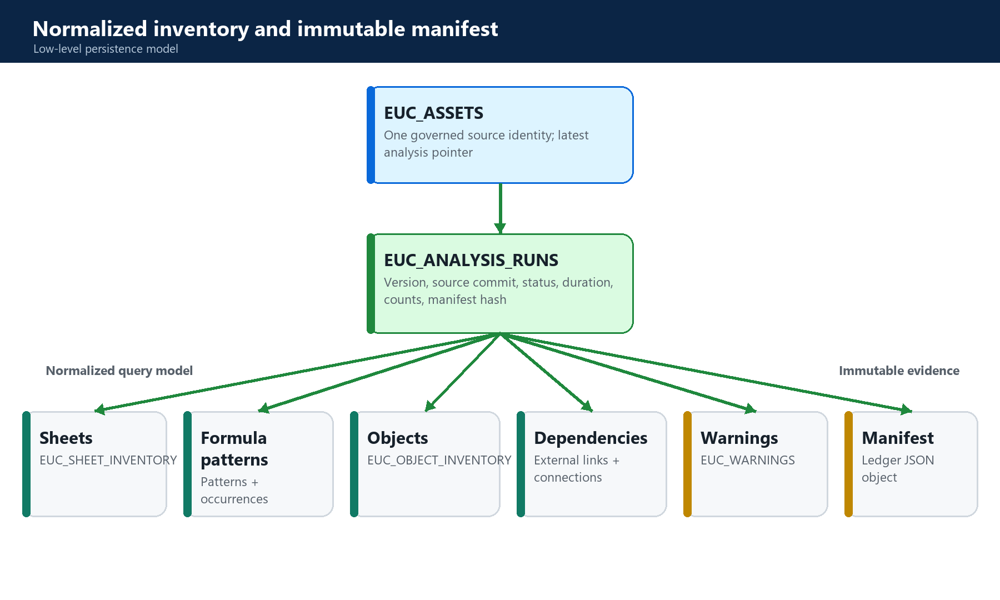 Normalized inventory and immutable manifest
Low-level persistence model
EUC_ASSETS
One governed source identity; latest
analysis pointer
EUC_ANALYSIS_RUNS
Version, source commit, status, duration,
counts, manifest hash
Normalized query model
Immutable evidence
Sheets
EUC_SHEET_INVENTORY
Formula
patterns
Patterns +
occurrences
Objects
EUC_OBJECT_INVENTORY
Dependencies
External links +
connections
Warnings
EUC_WARNINGS
Manifest
Ledger JSON
object